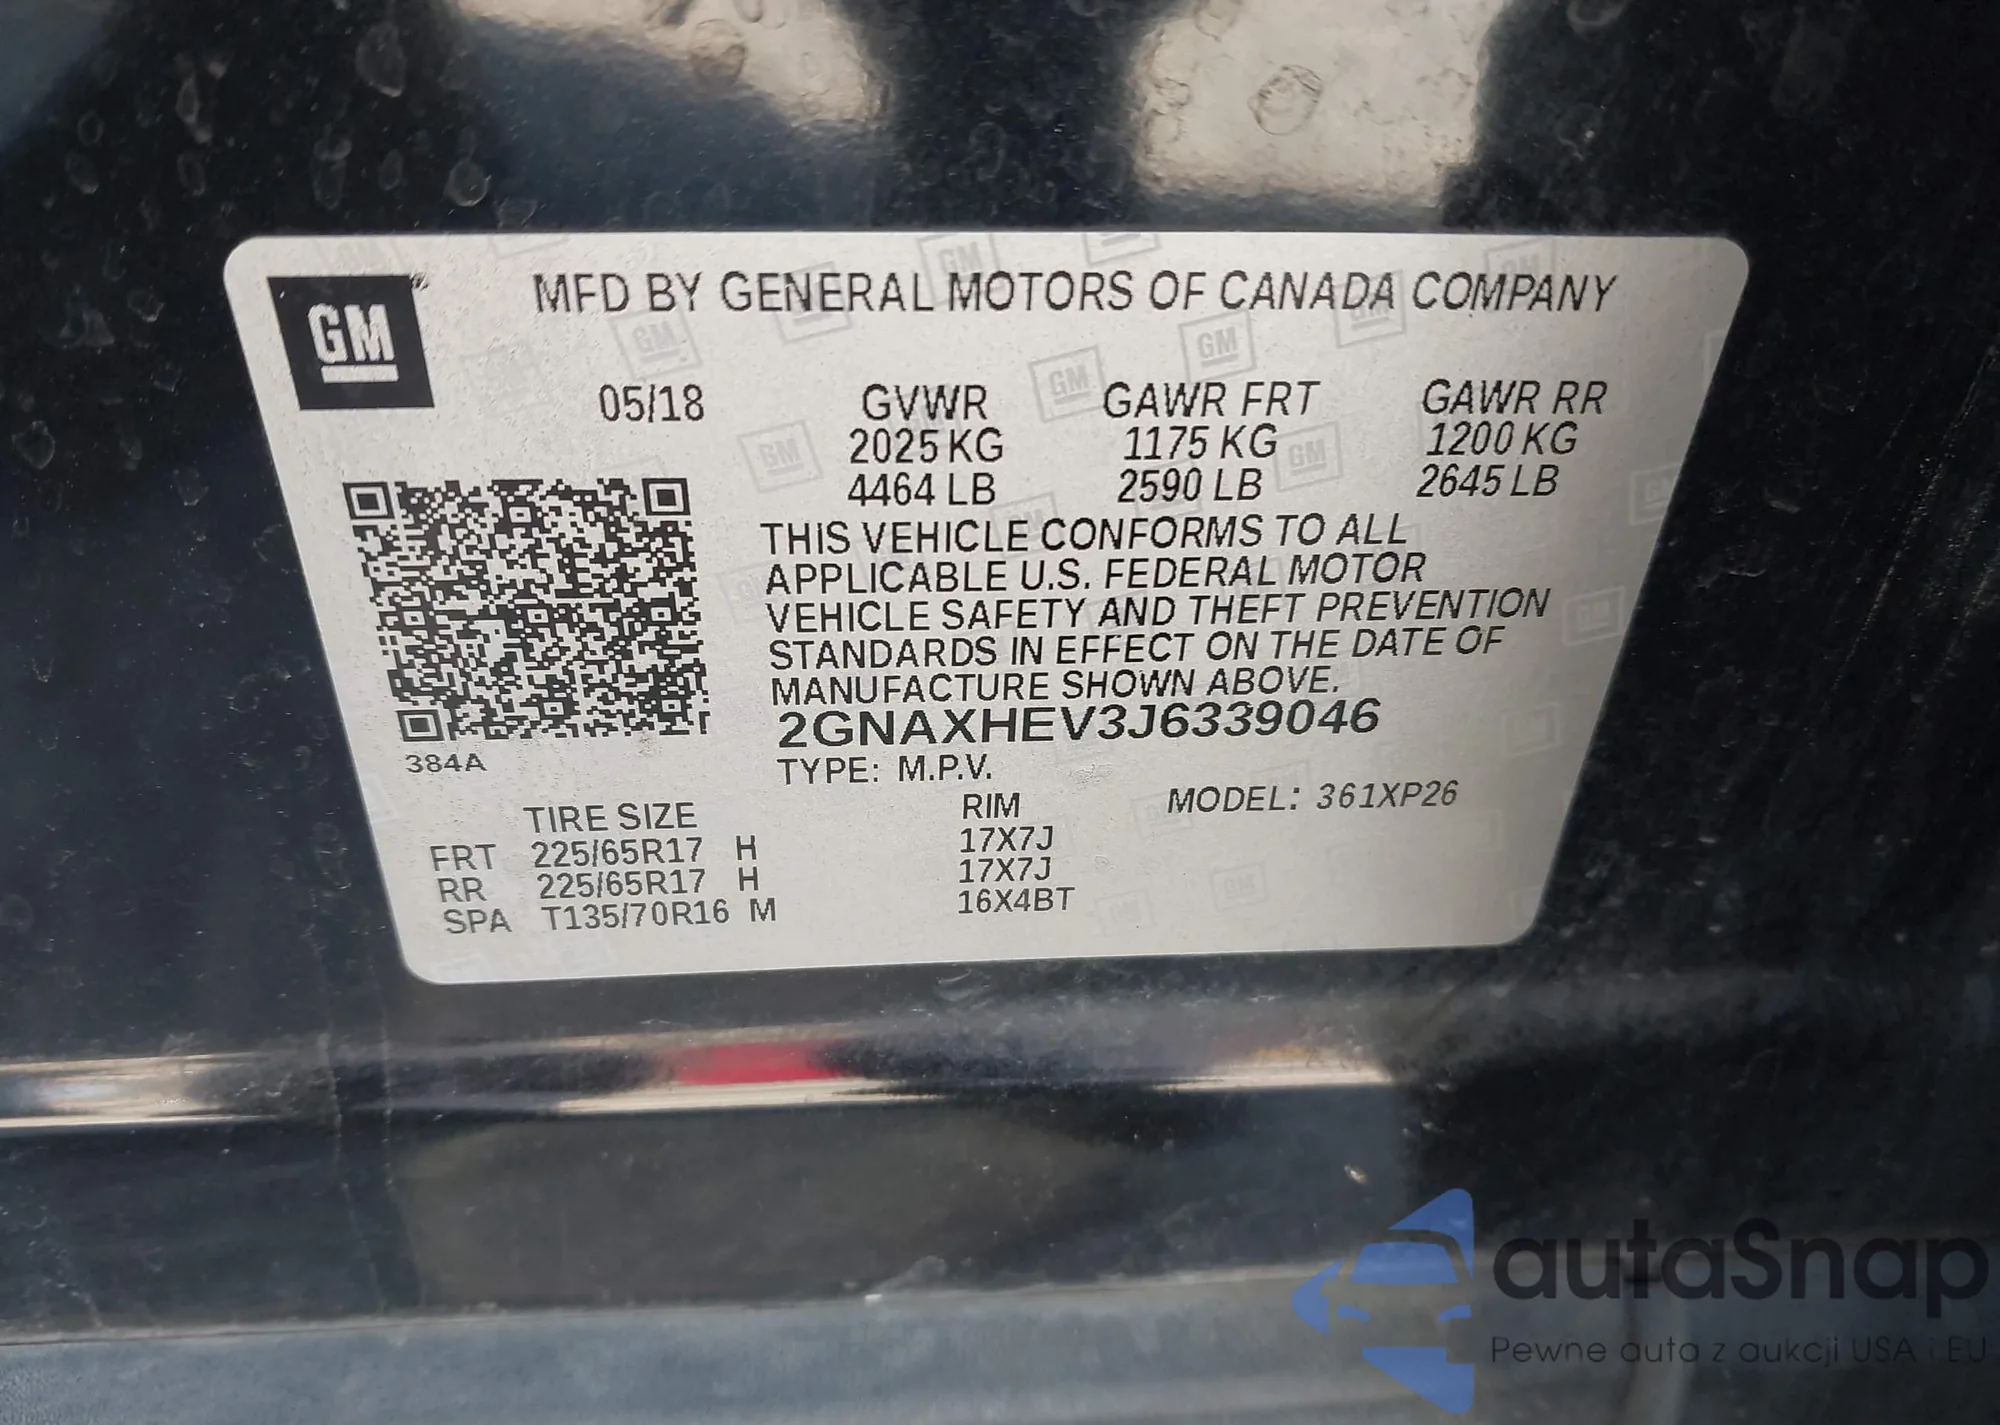 GM
MFD BY GENERAL MOTORS OF CANADA COMPANY
05/18 GVWR GAWR FRT GAWR RR
2025 KG 1175 KG 1200 KG
4464 LB 2590 LB 2645 LB
THIS VEHICLE CONFORMS TO ALL
APPLICABLE U.S. FEDERAL MOTOR
VEHICLE SAFETY AND THEFT PREVENTION
STANDARDS IN EFFECT ON THE DATE OF
MANUFACTURE SHOWN ABOVE.
2GNAXHEV3J6339046
384A
TYPE: M.P.V.
TIRE SIZE RIM MODEL: 361XP26
FRT 225/65R17 H 17X7J
RR 225/65R17 H 17X7J
SPA T135/70R16 M 16X4BT
autaSnap
Pewne auta z aukcji USA i EU